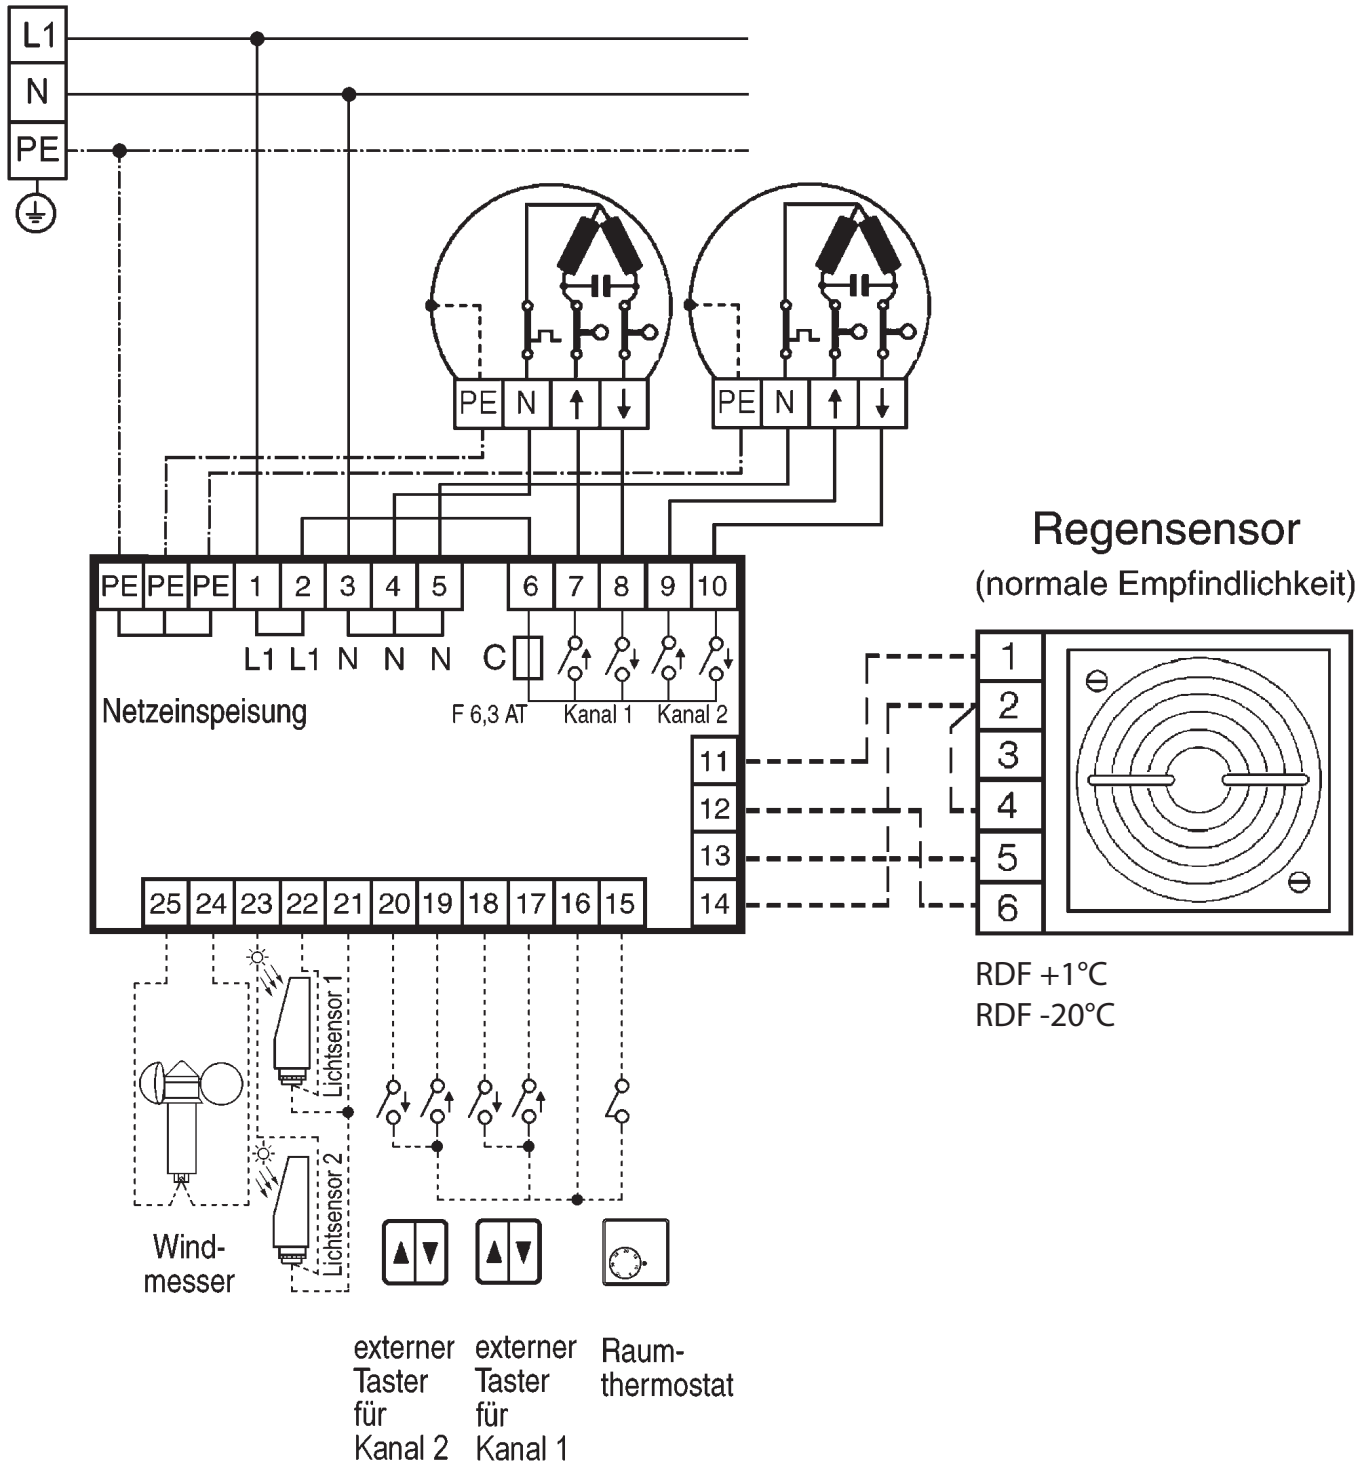 L1
N
PE
PE N ↑ ↓
PE N ↑ ↓
Regensensor
(normale Empfindlichkeit)
PE PE PE 1 2 3 4 5 6 7 8 9 10
L1 L1 N N N C
Netzeinspeisung
F 6,3 AT Kanal 1 Kanal 2
11
12
13
14
1
2
3
4
5
6
RDF +1°C
RDF -20°C
25 24 23 22 21 20 19 18 17 16 15
Lichtsensor 1
Lichtsensor 2
Wind-
messer
externer
Taster
für
Kanal 2
externer
Taster
für
Kanal 1
Raum-
thermostat